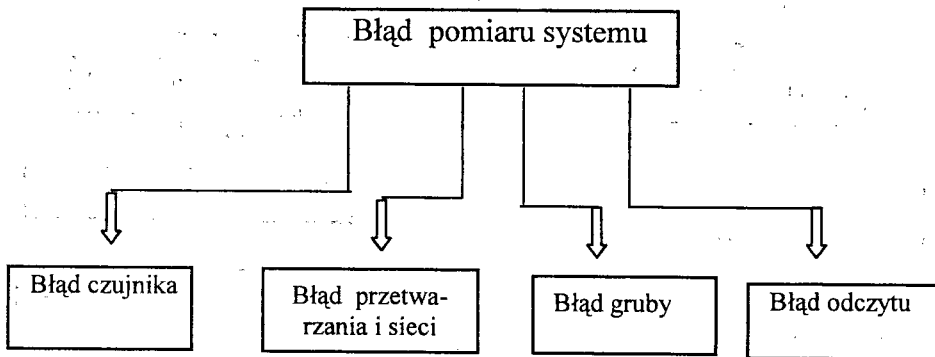 Błąd pomiaru systemu
Błąd czujnika
Błąd przetwa-
rzania i sieci
Błąd gruby
Błąd odczytu